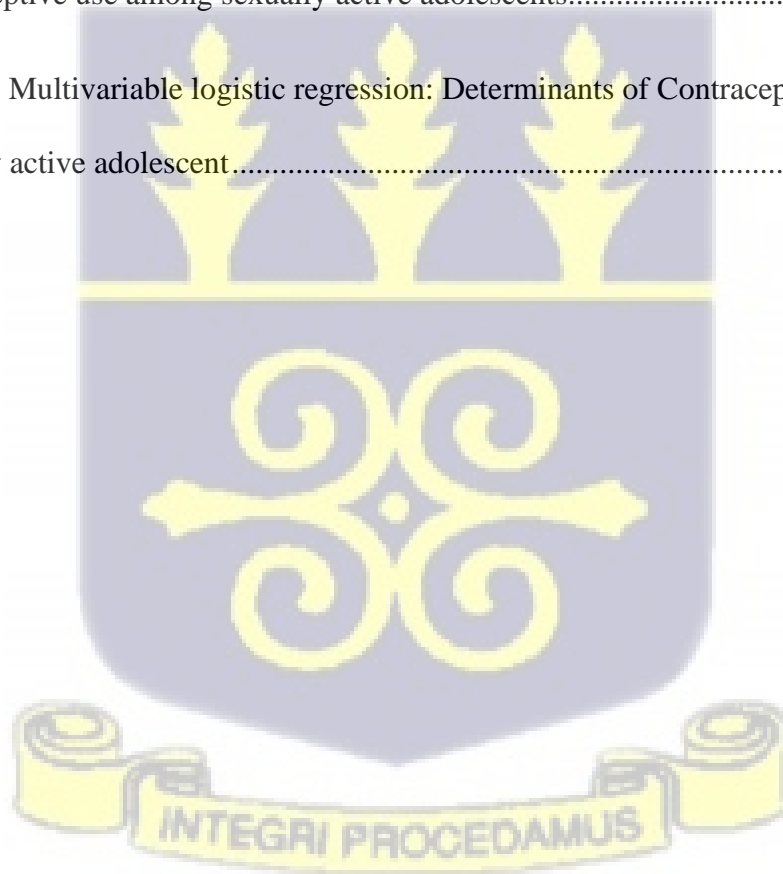 ptive use among sexually active adolescents..............................
Multivariable logistic regression: Determinants of Contracep
active adolescent........................................................................
INTEGRI PROCEDAMUS